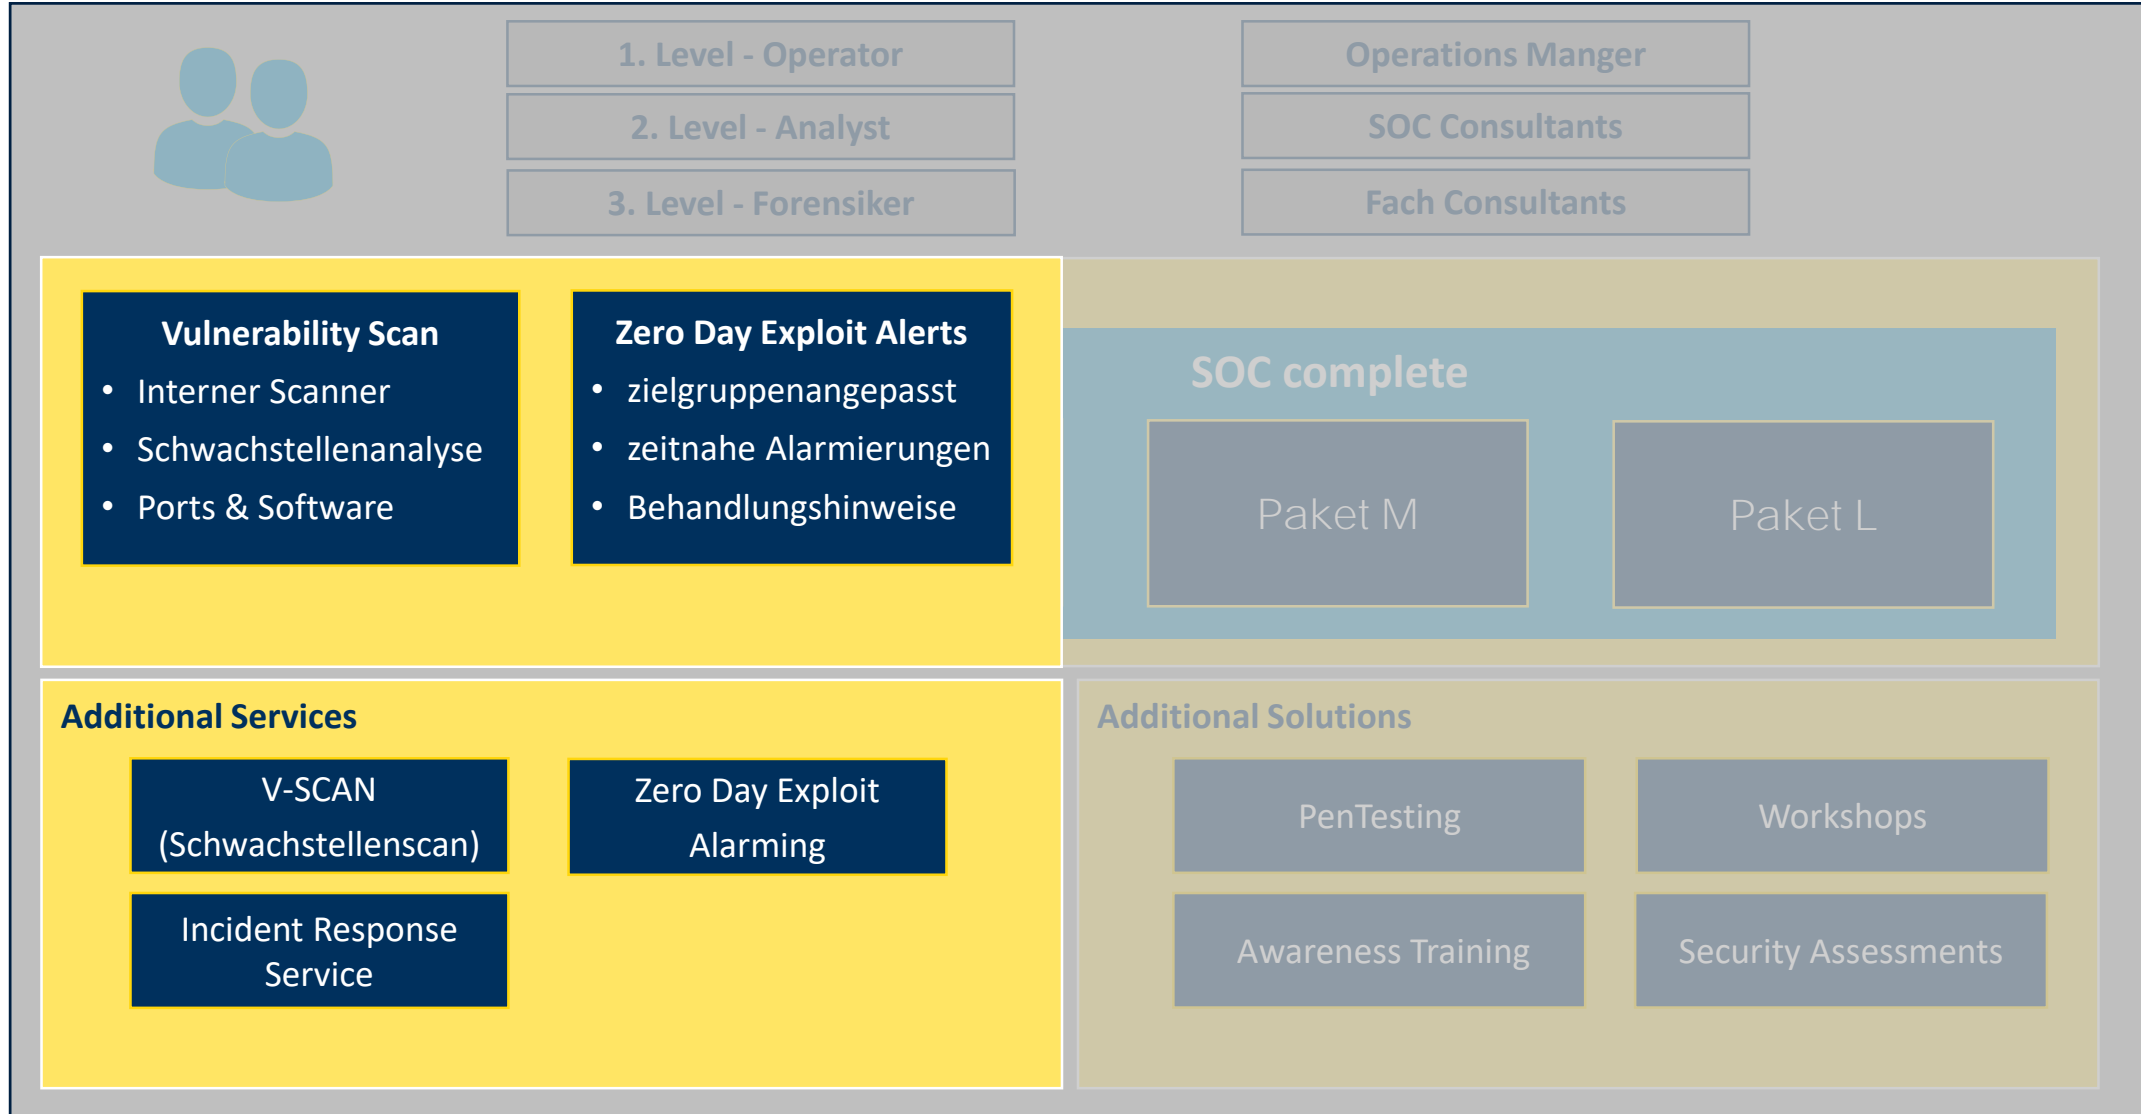 1. Level - Operator
2. Level - Analyst
3. Level - Forensiker
Operations Manger
SOC Consultants
Fach Consultants
Vulnerability Scan
• Interner Scanner
• Schwachstellenanalyse
• Ports & Software
Zero Day Exploit Alerts
• zielgruppenangepasst
• zeitnahe Alarmierungen
• Behandlungshinweise
SOC complete
Paket M
Paket L
Additional Services
V-SCAN
(Schwachstellenscan)
Zero Day Exploit
Alarming
Incident Response
Service
Additional Solutions
PenTesting
Workshops
Awareness Training
Security Assessments